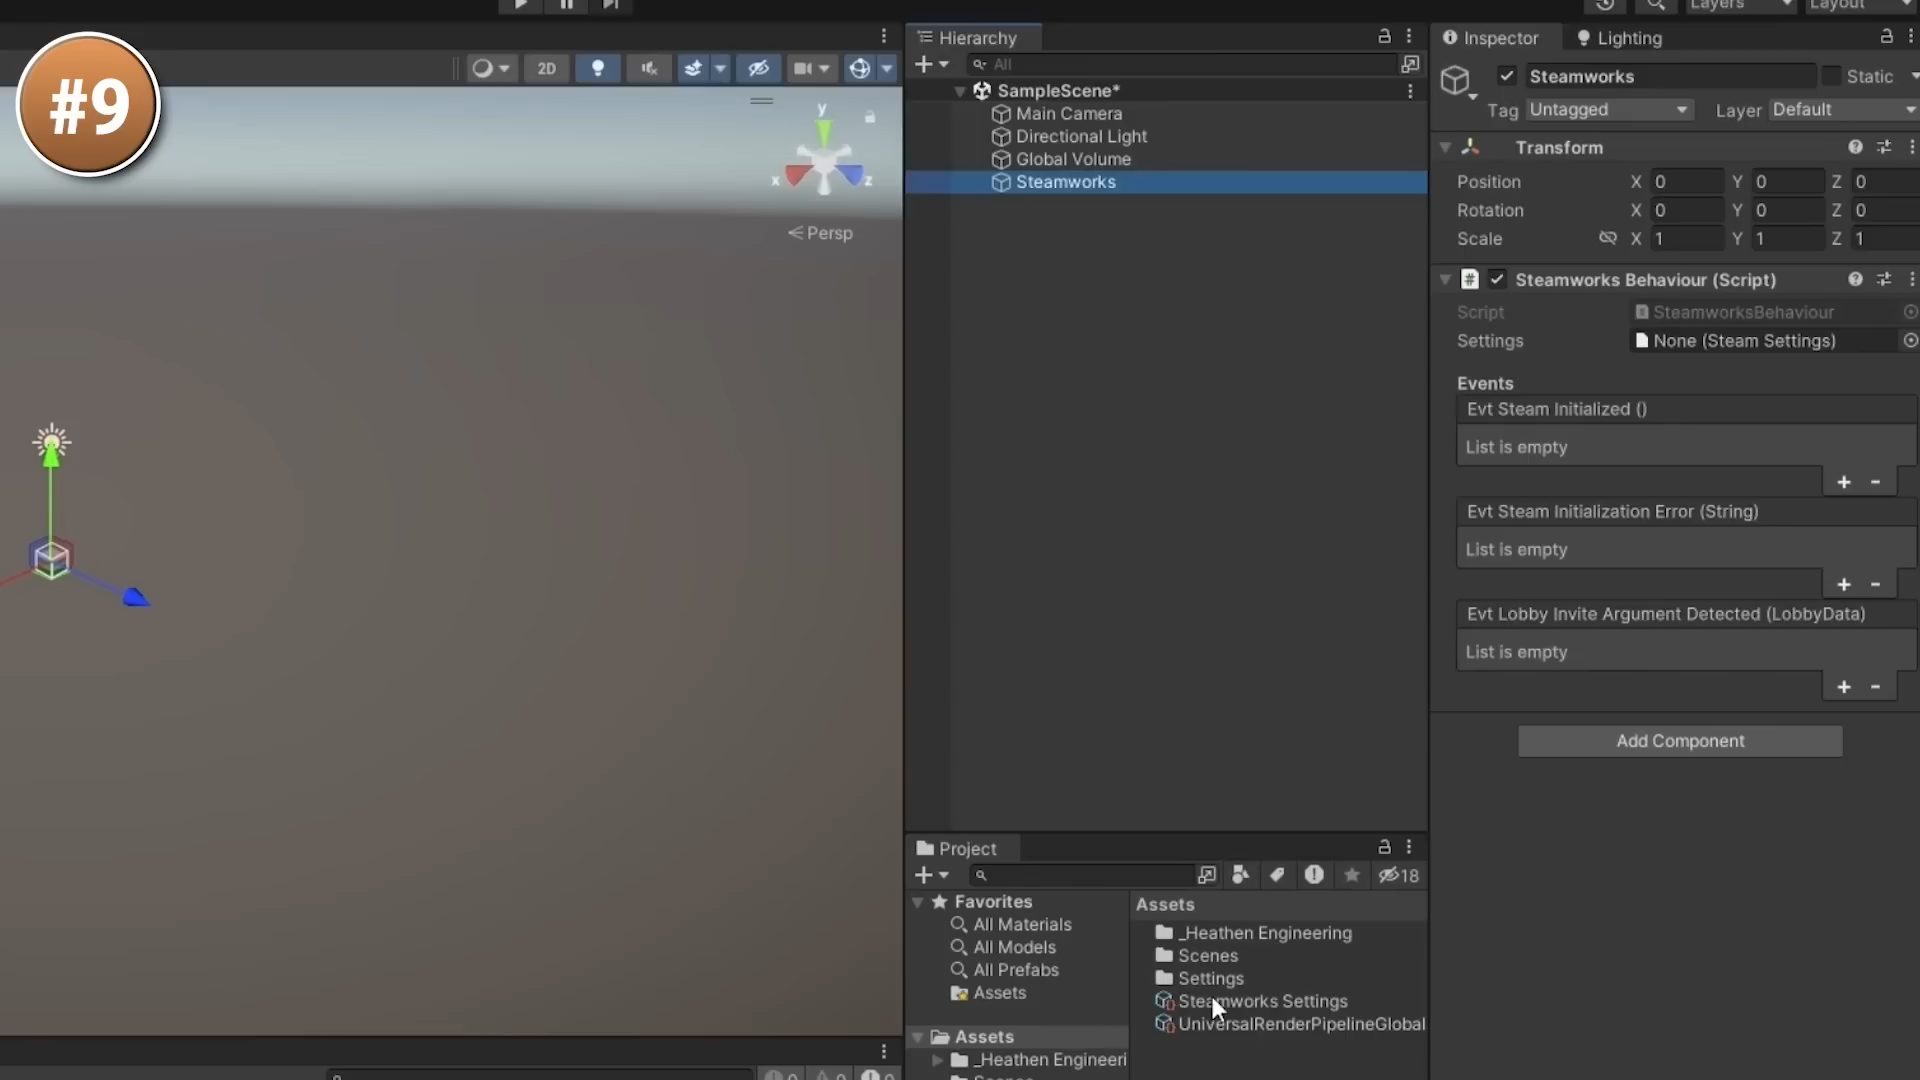 Layers
Layout
#9
Hierarchy
Inspector
Lighting
2D
All
Steamworks
Static
SampleScene*
Main Camera
Tag Untagged
Layer Default
Directional Light
Transform
Global Volume
Steamworks
Position X 0 Y 0 Z 0
Rotation X 0 Y 0 Z 0
Scale X 1 Y 1 Z 1
y
x
z
Persp
Steamworks Behaviour (Script)
Script SteamworksBehaviour
Settings None (Steam Settings)
Events
Evt Steam Initialized ()
List is empty
+ -
Evt Steam Initialization Error (String)
List is empty
+ -
Evt Lobby Invite Argument Detected (LobbyData)
List is empty
+ -
Add Component
Project
18
Favorites
All Materials
All Models
All Prefabs
Assets
Assets
_Heathen Engineeri
Assets
_Heathen Engineering
Scenes
Settings
Steamworks Settings
UniversalRenderPipelineGlobal